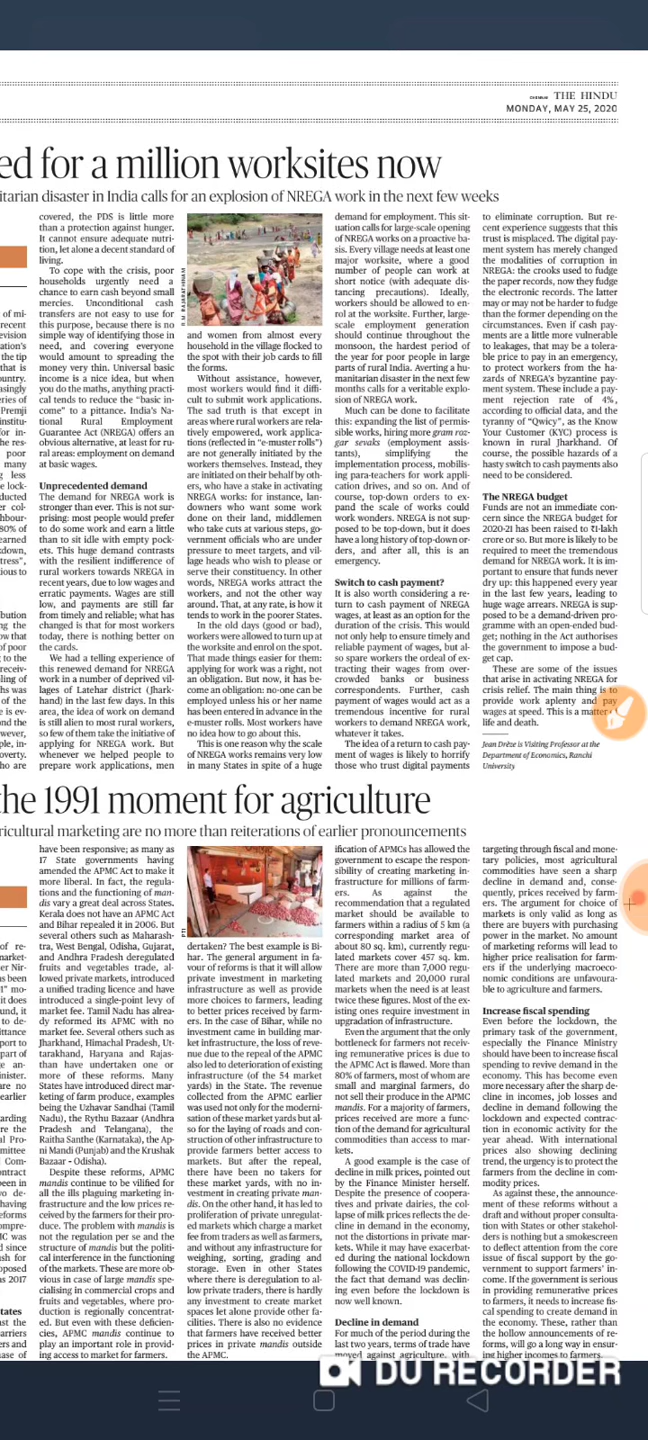 CHENNAI THE HINDU
MONDAY, MAY 25, 2020
ed for a million worksites now
itarian disaster in India calls for an explosion of NREGA work in the next few weeks
of mi-
recent
evision
ation's
the tip
that is
ountry.
asingly
eries of
Premji
institu-
for in-
he res-
poor
many
g less
e lock-
ducted
er col-
hbour-
80% of
earned
kdown,
tress",
tious to
bution
ng the
ow that
of poor
g to the
receiv-
ling of
hs was
of the
is ev-
ond the
owever,
ple, in-
overty.
ho are
covered, the PDS is little more
than a protection against hunger.
It cannot ensure adequate nutri-
tion, let alone a decent standard of
living.
To cope with the crisis, poor
households urgently need a
chance to earn cash beyond small
mercies. Unconditional cash
transfers are not easy to use for
this purpose, because there is no
simple way of identifying those in
need, and covering everyone
would amount to spreading the
money very thin. Universal basic
income is a nice idea, but when
you do the maths, anything practi-
cal tends to reduce the "basic in-
come" to a pittance. India's Na-
tional Rural Employment
Guarantee Act (NREGA) offers an
obvious alternative, at least for ru-
ral areas: employment on demand
at basic wages.
Unprecedented demand
The demand for NREGA work is
stronger than ever. This is not sur-
prising: most people would prefer
to do some work and earn a little
than to sit idle with empty pock-
ets. This huge demand contrasts
with the resilient indifference of
rural workers towards NREGA in
recent years, due to low wages and
erratic payments. Wages are still
low, and payments are still far
from timely and reliable; what has
changed is that for most workers
today, there is nothing better on
the cards.
We had a telling experience of
this renewed demand for NREGA
work in a number of deprived vil-
lages of Latehar district (Jhark-
hand) in the last few days. In this
area, the idea of work on demand
is still alien to most rural workers,
so few of them take the initiative of
applying for NREGA work. But
whenever we helped people to
prepare work applications, men
and women from almost every
household in the village flocked to
the spot with their job cards to fill
the forms.
Without assistance, however,
most workers would find it diffi-
cult to submit work applications.
The sad truth is that except in
areas where rural workers are rela-
tively empowered, work applica-
tions (reflected in "e-muster rolls")
are not generally initiated by the
workers themselves. Instead, they
are initiated on their behalf by oth-
ers, who have a stake in activating
NREGA works: for instance, lan-
downers who want some work
done on their land, middlemen
who take cuts at various steps, go-
vernment officials who are under
pressure to meet targets, and vil-
lage heads who wish to please or
serve their constituency. In other
words, NREGA works attract the
workers, and not the other way
around. That, at any rate, is how it
tends to work in the poorer States.
In the old days (good or bad),
workers were allowed to turn up at
the worksite and enrol on the spot.
That made things easier for them:
applying for work was a right, not
an obligation. But now, it has be-
come an obligation: no-one can be
employed unless his or her name
has been entered in advance in the
e-muster rolls. Most workers have
no idea how to go about this.
This is one reason why the scale
of NREGA works remains very low
in many States in spite of a huge
demand for employment. This sit-
uation calls for large-scale opening
of NREGA works on a proactive ba-
sis. Every village needs at least one
major worksite, where a good
number of people can work at
short notice (with adequate dis-
tancing precautions). Ideally,
workers should be allowed to en-
rol at the worksite. Further, large-
scale employment generation
should continue throughout the
monsoon, the hardest period of
the year for poor people in large
parts of rural India. Averting a hu-
manitarian disaster in the next few
months calls for a veritable explo-
sion of NREGA work.
Much can be done to facilitate
this: expanding the list of permis-
sible works, hiring more gram roz-
gar sevaks (employment assis-
tants), simplifying the
implementation process, mobilis-
ing para-teachers for work appli-
cation drives, and so on. And of
course, top-down orders to ex-
pand the scale of works could
work wonders. NREGA is not sup-
posed to be top-down, but it does
have a long history of top-down or-
ders, and after all, this is an
emergency.
Switch to cash payment?
It is also worth considering a re-
turn to cash payment of NREGA
wages, at least as an option for the
duration of the crisis. This would
not only help to ensure timely and
reliable payment of wages, but al-
so spare workers the ordeal of ex-
tracting their wages from over-
crowded banks or business
correspondents. Further, cash
payment of wages would act as a
tremendous incentive for rural
workers to demand NREGA work,
whatever it takes.
The idea of a return to cash pay-
ment of wages is likely to horrify
those who trust digital payments
to eliminate corruption. But re-
cent experience suggests that this
trust is misplaced. The digital pay-
ment system has merely changed
the modalities of corruption in
NREGA: the crooks used to fudge
the paper records, now they fudge
the electronic records. The latter
may or may not be harder to fudge
than the former depending on the
circumstances. Even if cash pay-
ments are a little more vulnerable
to leakages, that may be a tolera-
ble price to pay in an emergency,
to protect workers from the ha-
zards of NREGA's byzantine pay-
ment system. These include a pay-
ment rejection rate of 4%,
according to official data, and the
tyranny of "Qwicy", as the Know
Your Customer (KYC) process is
known in rural Jharkhand. Of
course, the possible hazards of a
hasty switch to cash payments also
need to be considered.
The NREGA budget
Funds are not an immediate con-
cern since the NREGA budget for
2020-21 has been raised to ₹1-lakh
crore or so. But more is likely to be
required to meet the tremendous
demand for NREGA work. It is im-
portant to ensure that funds never
dry up: this happened every year
in the last few years, leading to
huge wage arrears. NREGA is sup-
posed to be a demand-driven pro-
gramme with an open-ended bud-
get; nothing in the Act authorises
the government to impose a bud-
get cap.
These are some of the issues
that arise in activating NREGA for
crisis relief. The main thing is to
provide work aplenty and pay
wages at speed. This is a matter of
life and death.
Jean Drèze is Visiting Professor at the
Department of Economics, Ranchi
University
the 1991 moment for agriculture
ricultural marketing are no more than reiterations of earlier pronouncements
have been responsive; as many as
17 State governments having
amended the APMC Act to make it
more liberal. In fact, the regula-
tions and the functioning of man-
dis vary a great deal across States.
Kerala does not have an APMC Act
and Bihar repealed it in 2006. But
several others such as Maharash-
tra, West Bengal, Odisha, Gujarat,
and Andhra Pradesh deregulated
fruits and vegetables trade, al-
lowed private markets, introduced
a unified trading licence and have
introduced a single-point levy of
market fee. Tamil Nadu has alrea-
dy reformed its APMC with no
market fee. Several others such as
Jharkhand, Himachal Pradesh, Ut-
tarakhand, Haryana and Rajas-
than have undertaken one or
more of these reforms. Many
States have introduced direct mar-
keting of farm produce, examples
being the Uzhavar Sandhai (Tamil
Nadu), the Rythu Bazaar (Andhra
Pradesh and Telangana), the
Raitha Santhe (Karnataka), the Ap-
ni Mandi (Punjab) and the Krushak
Bazaar - Odisha).
Despite these reforms, APMC
mandis continue to be vilified for
all the ills plaguing marketing in-
frastructure and the low prices re-
ceived by the farmers for their pro-
duce. The problem with mandis is
not the regulation per se and the
structure of mandis but the politi-
cal interference in the functioning
of the markets. These are more ob-
vious in case of large mandis spe-
cialising in commercial crops and
fruits and vegetables, where pro-
duction is regionally concentrat-
ed. But even with these deficien-
cies, APMC mandis continue to
play an important role in provid-
ing access to market for farmers.
PTI
dertaken? The best example is Bi-
har. The general argument in fa-
vour of reforms is that it will allow
private investment in marketing
infrastructure as well as provide
more choices to farmers, leading
to better prices received by farm-
ers. In the case of Bihar, while no
investment came in building mar-
ket infrastructure, the loss of reve-
nue due to the repeal of the APMC
also led to deterioration of existing
infrastructure (of the 54 market
yards) in the State. The revenue
collected from the APMC earlier
was used not only for the moderni-
sation of these market yards but al-
so for the laying of roads and con-
struction of other infrastructure to
provide farmers better access to
markets. But after the repeal,
there have been no takers for
these market yards, with no in-
vestment in creating private man-
dis. On the other hand, it has led to
proliferation of private unregulat-
ed markets which charge a market
fee from traders as well as farmers,
and without any infrastructure for
weighing, sorting, grading and
storage. Even in other States
where there is deregulation to al-
low private traders, there is hardly
any investment to create market
spaces let alone provide other fa-
cilities. There is also no evidence
that farmers have received better
prices in private mandis outside
the APMC.
ification of APMCs has allowed the
government to escape the respon-
sibility of creating marketing in-
frastructure for millions of farm-
ers. As against the
recommendation that a regulated
market should be available to
farmers within a radius of 5 km (a
corresponding market area of
about 80 sq. km), currently regu-
lated markets cover 457 sq. km.
There are more than 7,000 regu-
lated markets and 20,000 rural
markets when the need is at least
twice these figures. Most of the ex-
isting ones require investment in
upgradation of infrastructure.
Even the argument that the only
bottleneck for farmers not receiv-
ing remunerative prices is due to
the APMC Act is flawed. More than
80% of farmers, most of whom are
small and marginal farmers, do
not sell their produce in the APMC
mandis. For a majority of farmers,
prices received are more a func-
tion of the demand for agricultural
commodities than access to mar-
kets.
A good example is the case of
decline in milk prices, pointed out
by the Finance Minister herself.
Despite the presence of coopera-
tives and private dairies, the col-
lapse of milk prices reflects the de-
cline in demand in the economy,
not the distortions in private mar-
kets. While it may have exacerbat-
ed during the national lockdown
following the COVID-19 pandemic,
the fact that demand was declin-
ing even before the lockdown is
now well known.
Decline in demand
For much of the period during the
last two years, terms of trade have
moved against agriculture, with
targeting through fiscal and mone-
tary policies, most agricultural
commodities have seen a sharp
decline in demand and, conse-
quently, prices received by farm-
ers. The argument for choice of
markets is only valid as long as
there are buyers with purchasing
power in the market. No amount
of marketing reforms will lead to
higher price realisation for farm-
ers if the underlying macroeco-
nomic conditions are unfavoura-
ble to agriculture and farmers.
Increase fiscal spending
Even before the lockdown, the
primary task of the government,
especially the Finance Ministry
should have been to increase fiscal
spending to revive demand in the
economy. This has become even
more necessary after the sharp de-
cline in incomes, job losses and
decline in demand following the
lockdown and expected contrac-
tion in economic activity for the
year ahead. With international
prices also showing declining
trend, the urgency is to protect the
farmers from the decline in com-
modity prices.
As against these, the announce-
ment of these reforms without a
draft and without proper consulta-
tion with States or other stakehol-
ders is nothing but a smokescreen
to deflect attention from the core
issue of fiscal support by the go-
vernment to support farmers' in-
come. If the government is serious
in providing remunerative prices
to farmers, it needs to increase fis-
cal spending to create demand in
the economy. These, rather than
the hollow announcements of re-
forms, will go a long way in ensur-
ing higher incomes to farmers.
DU RECORDER